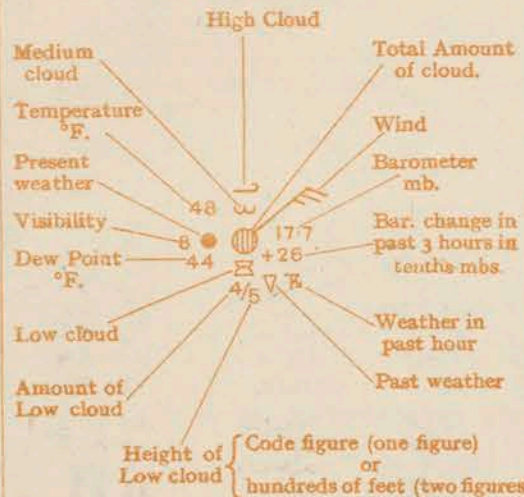 High Cloud
Medium
cloud
Total Amount
of cloud.
Temperature
°F.
Wind
Present
weather
Barometer
mb.
48
Visibility
8
17.7
Bar. change in
past 3 hours in
tenths mbs
+26
Dew Point
°F.
44
Low cloud
4/5
Weather in
past hour
Amount of
Low cloud
Past weather
Height of
Low cloud
Code figure (one figure)
or
hundreds of feet (two figures